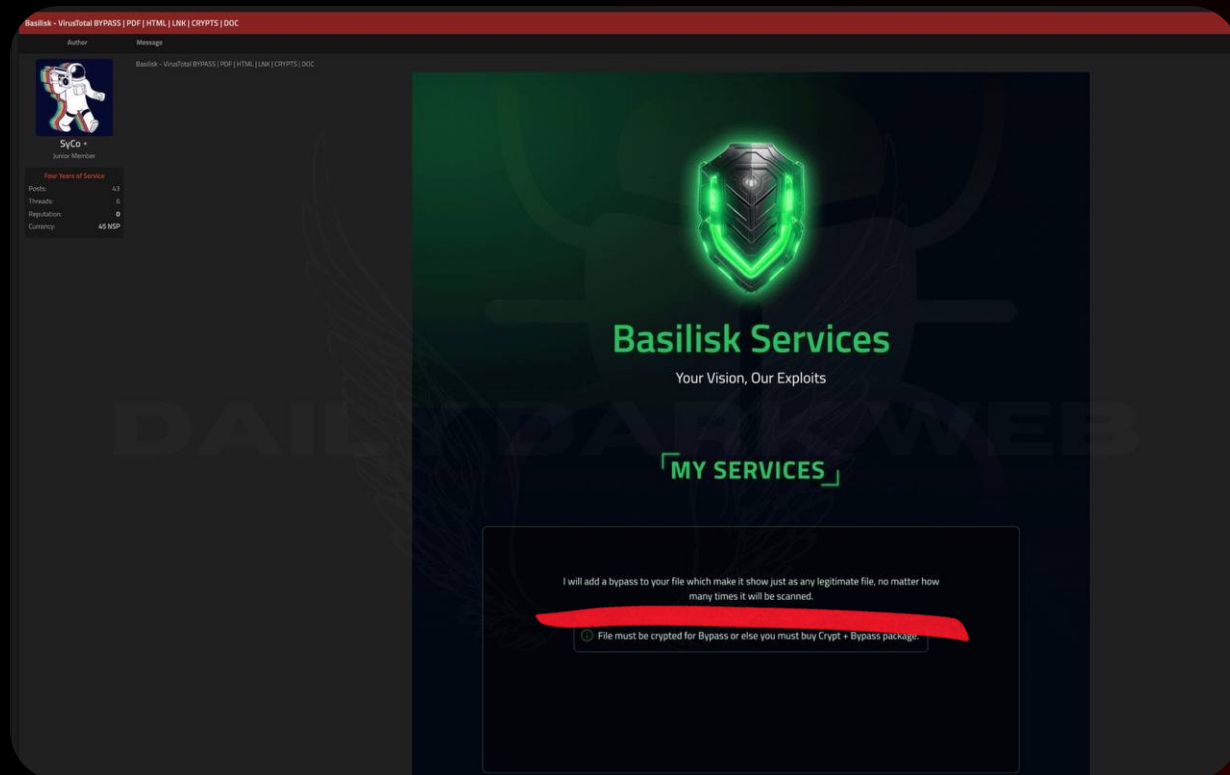 Basilisk - VirusTotal BYPASS | PDF | HTML | LNK | CRYPTS | DOC
Author Message
Basilisk - VirusTotal BYPASS | PDF | HTML | LNK | CRYPTS | DOC
SyCo
Junior Member
Four Years of Service
Posts: 43
Threads: 6
Reputation: 0
Currency: 45 NSP
Basilisk Services
Your Vision, Our Exploits
DAILY DARK WEB
MY SERVICES
I will add a bypass to your file which make it show just as any legitimate file, no matter how
many times it will be scanned.
File must be crypted for Bypass or else you must buy Crypt + Bypass package.